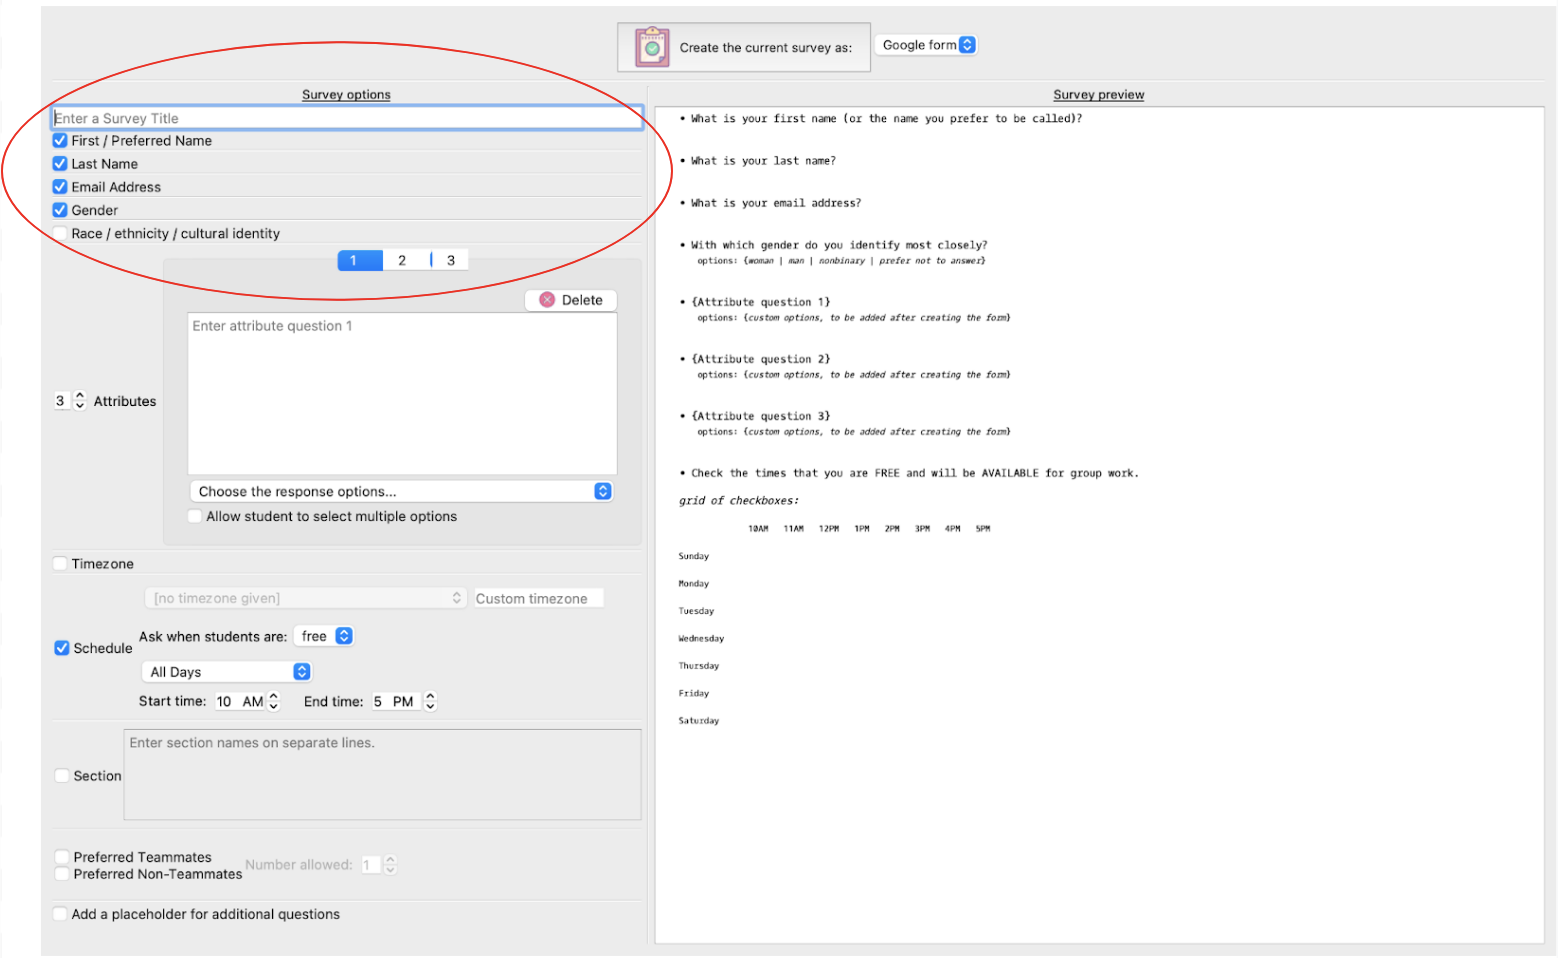 Create the current survey as: Google form
Survey options
Enter a Survey Title
First / Preferred Name
Last Name
Email Address
Gender
Race / ethnicity / cultural identity
1 2 3
Delete
Enter attribute question 1
3 Attributes
Choose the response options...
Allow student to select multiple options
Timezone
[no timezone given] Custom timezone
Schedule
Ask when students are: free
All Days
Start time: 10 AM End time: 5 PM
Section
Enter section names on separate lines.
Preferred Teammates
Preferred Non-Teammates
Number allowed: 1
Add a placeholder for additional questions
Survey preview
• What is your first name (or the name you prefer to be called)?
• What is your last name?
• What is your email address?
• With which gender do you identify most closely?
options: {woman | man | nonbinary | prefer not to answer}
• {Attribute question 1}
options: {custom options, to be added after creating the form}
• {Attribute question 2}
options: {custom options, to be added after creating the form}
• {Attribute question 3}
options: {custom options, to be added after creating the form}
• Check the times that you are FREE and will be AVAILABLE for group work.
grid of checkboxes:
10AM 11AM 12PM 1PM 2PM 3PM 4PM 5PM
Sunday
Monday
Tuesday
Wednesday
Thursday
Friday
Saturday